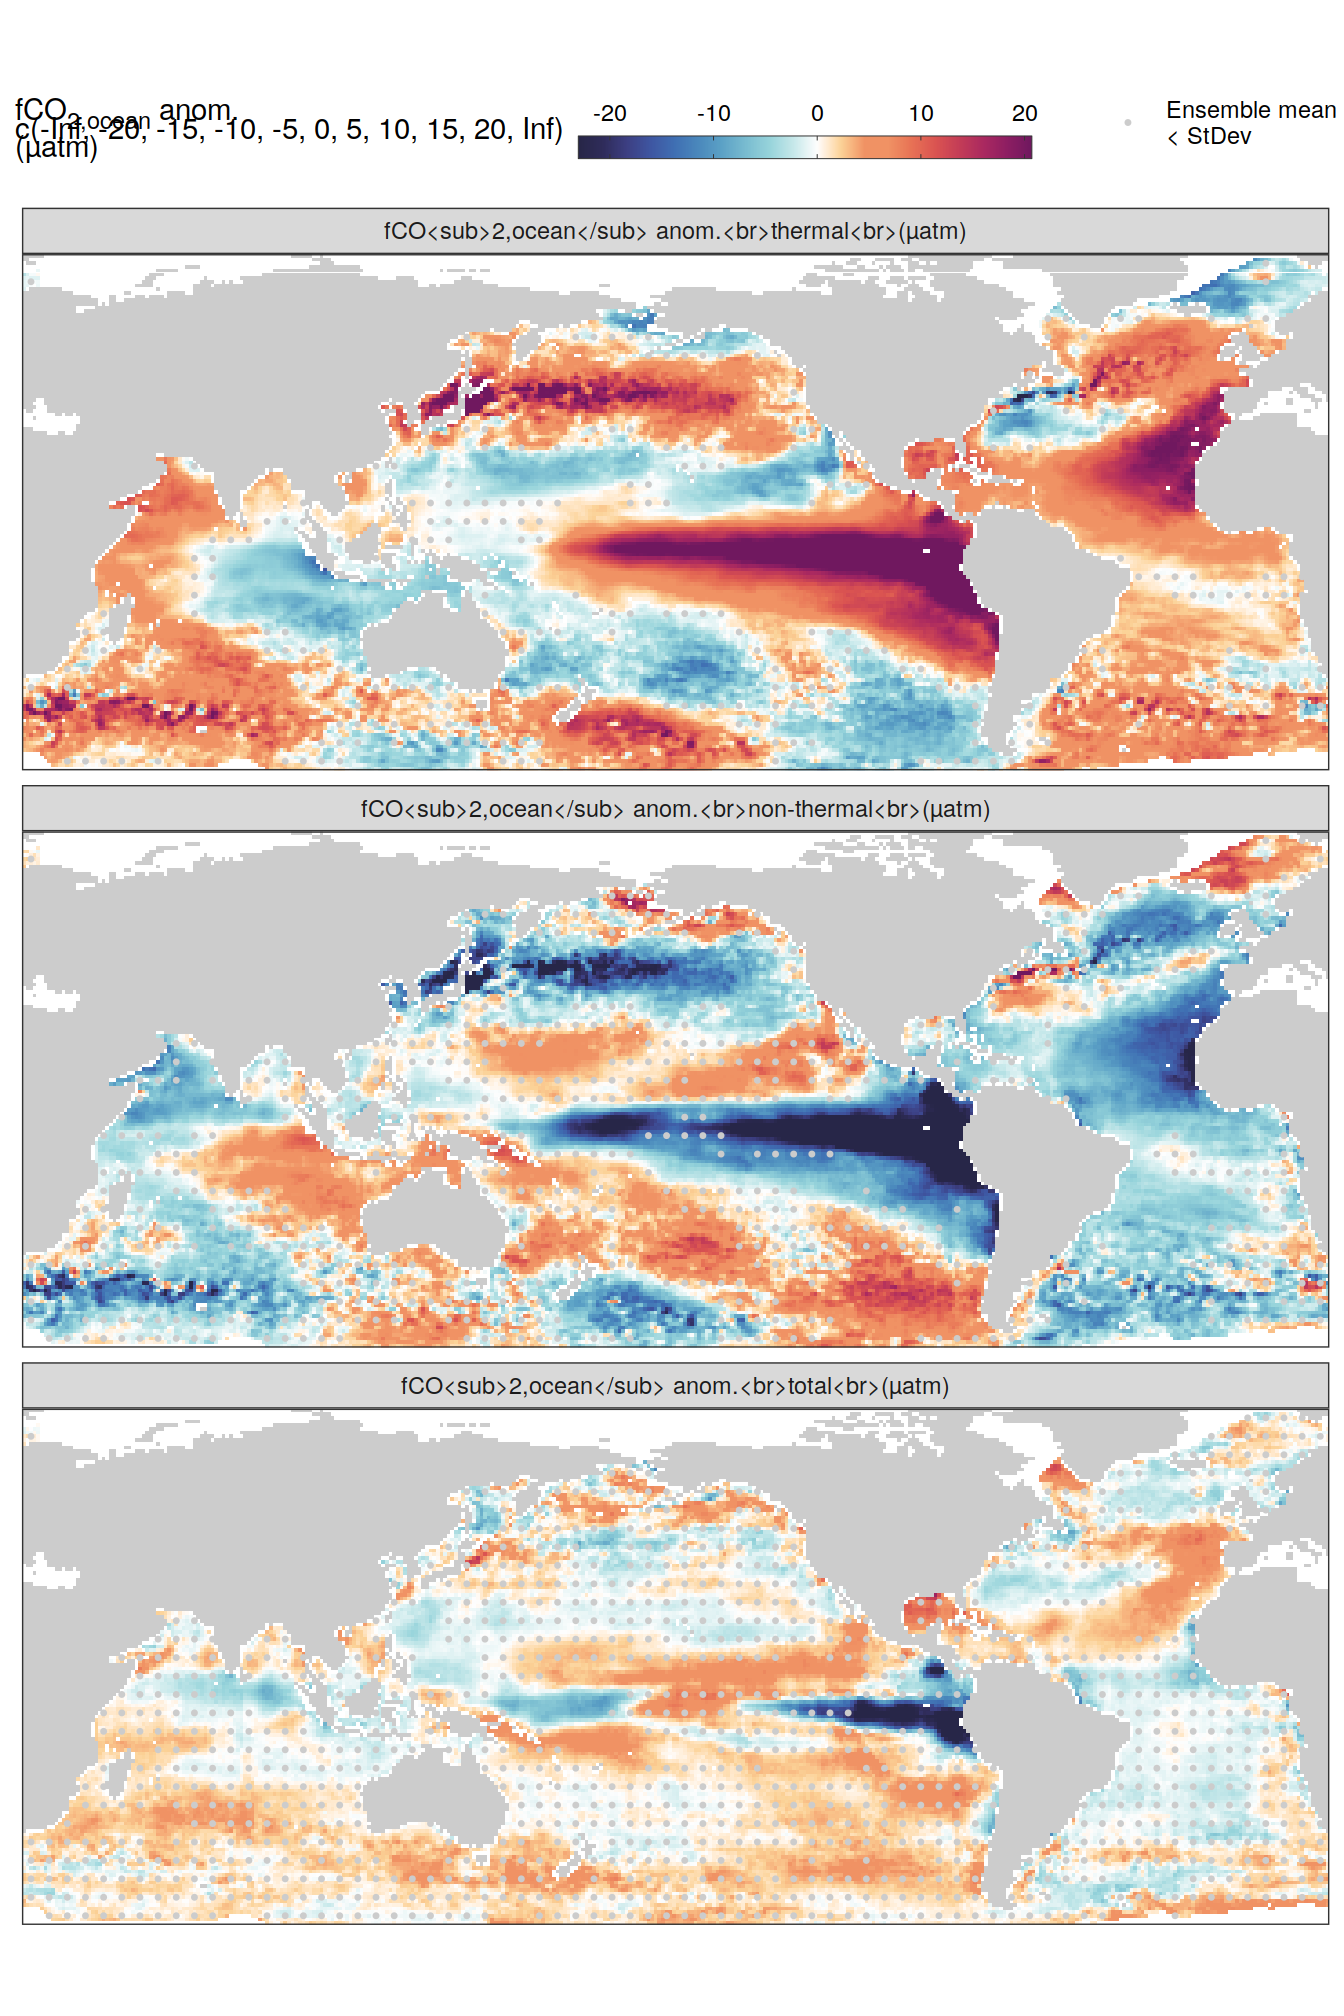 fCO2,ocean anom.
c(-Inf, -20, -15, -10, -5, 0, 5, 10, 15, 20, Inf)
(µatm)
-20 -10 0 10 20
Ensemble mean
< StDev
fCO<sub>2,ocean</sub> anom.<br>thermal<br>(µatm)
fCO<sub>2,ocean</sub> anom.<br>non-thermal<br>(µatm)
fCO<sub>2,ocean</sub> anom.<br>total<br>(µatm)